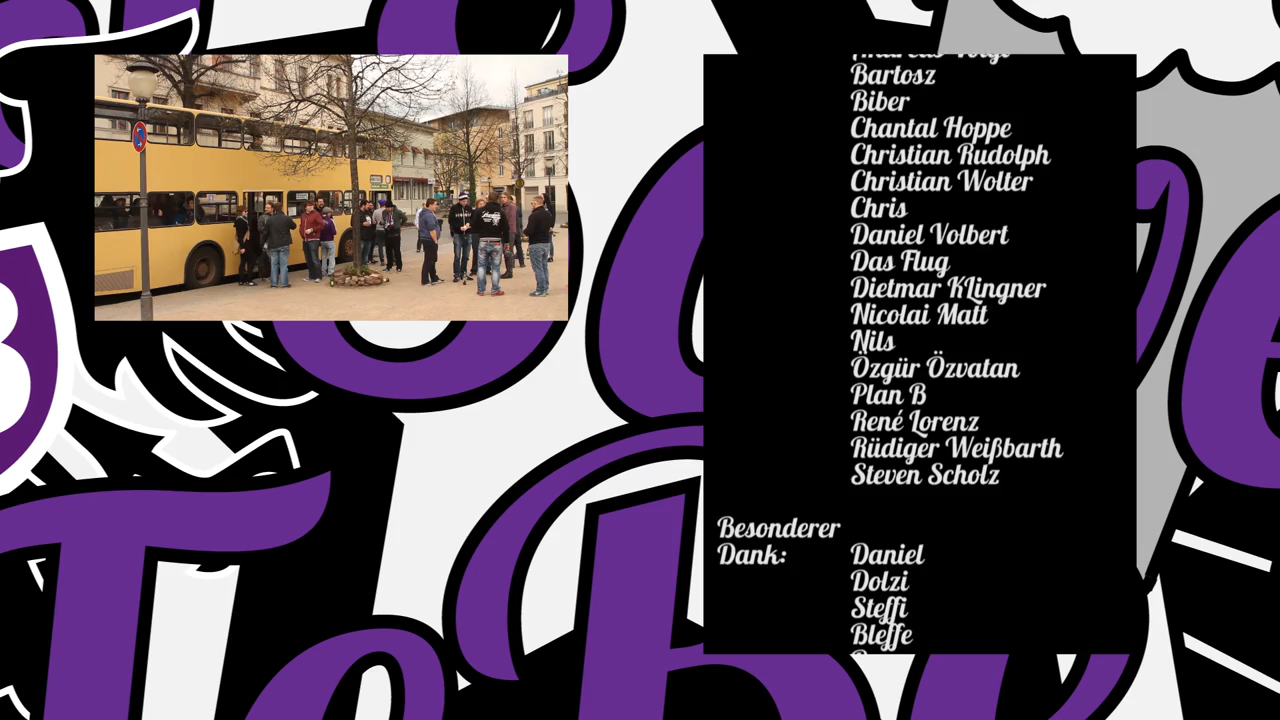 Bartosz
Biber
Chantal Hoppe
Christian Rudolph
Christian Wolter
Chris
Daniel Volbert
Das Flug
Dietmar KLingner
Nicolai Matt
Nils
Özgür Özvatan
Plan B
René Lorenz
Rüdiger Weißbarth
Steven Scholz
Besonderer
Dank: Daniel
Dolzi
Steffi
Bleffe